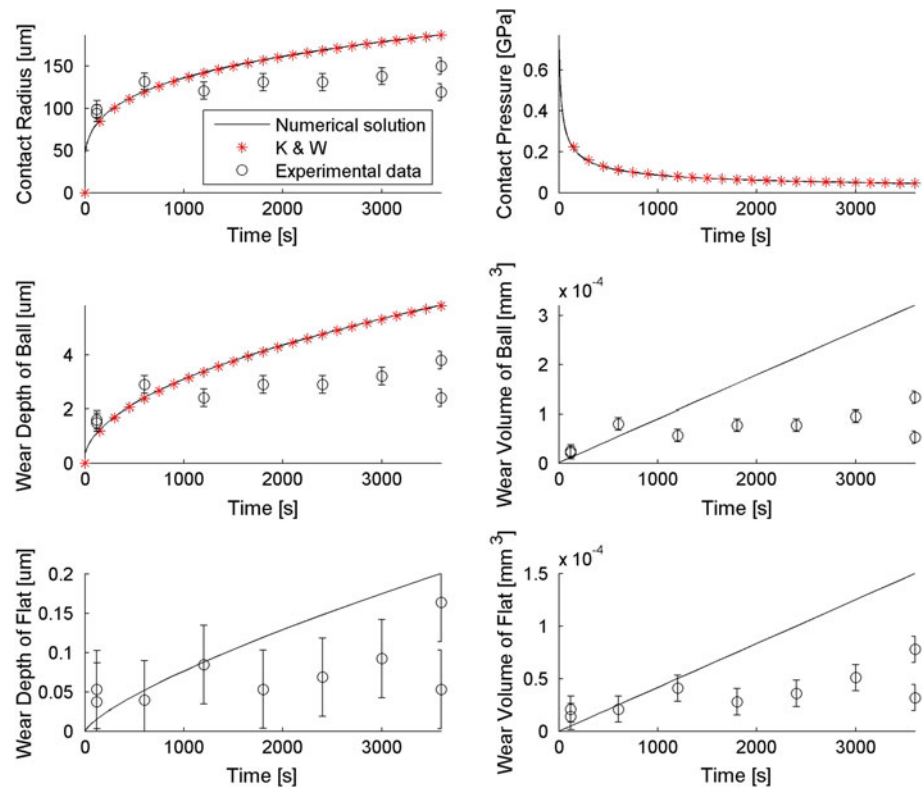 Contact Radius [um]
150
100
50
0
Numerical solution
K & W
Experimental data
0 1000 2000 3000
Time [s]
Contact Pressure [GPa]
0.6
0.4
0.2
0
0 1000 2000 3000
Time [s]
Wear Depth of Ball [um]
4
2
0
0 1000 2000 3000
Time [s]
Wear Volume of Ball [mm³]
x 10⁻⁴
3
2
1
0
0 1000 2000 3000
Time [s]
Wear Depth of Flat [um]
0.2
0.15
0.1
0.05
0
0 1000 2000 3000
Time [s]
Wear Volume of Flat [mm³]
x 10⁻⁴
1.5
1
0.5
0
0 1000 2000 3000
Time [s]